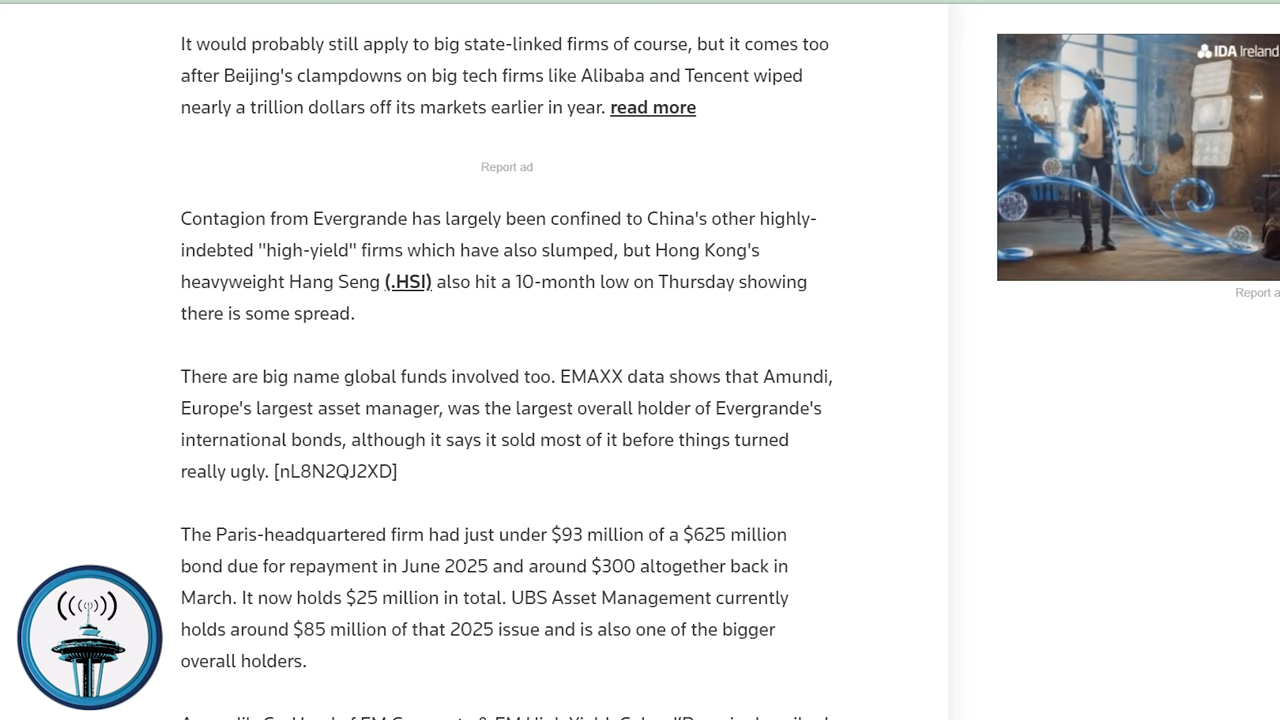 It would probably still apply to big state-linked firms of course, but it comes too
after Beijing's clampdowns on big tech firms like Alibaba and Tencent wiped
nearly a trillion dollars off its markets earlier in year. read more
Report ad
Contagion from Evergrande has largely been confined to China's other highly-
indebted "high-yield" firms which have also slumped, but Hong Kong's
heavyweight Hang Seng (.HSI) also hit a 10-month low on Thursday showing
there is some spread.
There are big name global funds involved too. EMAXX data shows that Amundi,
Europe's largest asset manager, was the largest overall holder of Evergrande's
international bonds, although it says it sold most of it before things turned
really ugly. [nL8N2QJ2XD]
The Paris-headquartered firm had just under $93 million of a $625 million
bond due for repayment in June 2025 and around $300 altogether back in
March. It now holds $25 million in total. UBS Asset Management currently
holds around $85 million of that 2025 issue and is also one of the bigger
overall holders.
IDA Ireland
Report a